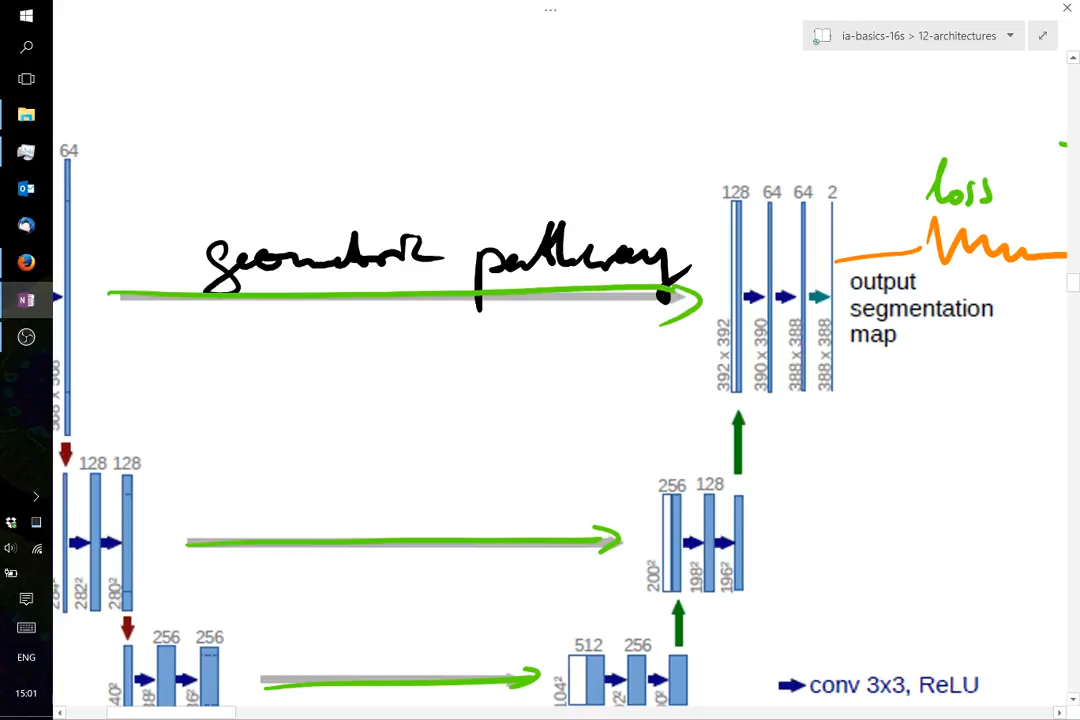 ia-basics-16s > 12-architectures
64
128 64 64 2
loss
geometric pathway
output
segmentation
map
392 x 392
390 x 390
388 x 388
388 x 388
128 128
256 128
282²
280²
200²
198²
196²
256 256
512 256
104²
conv 3x3, ReLU
ENG
15:01